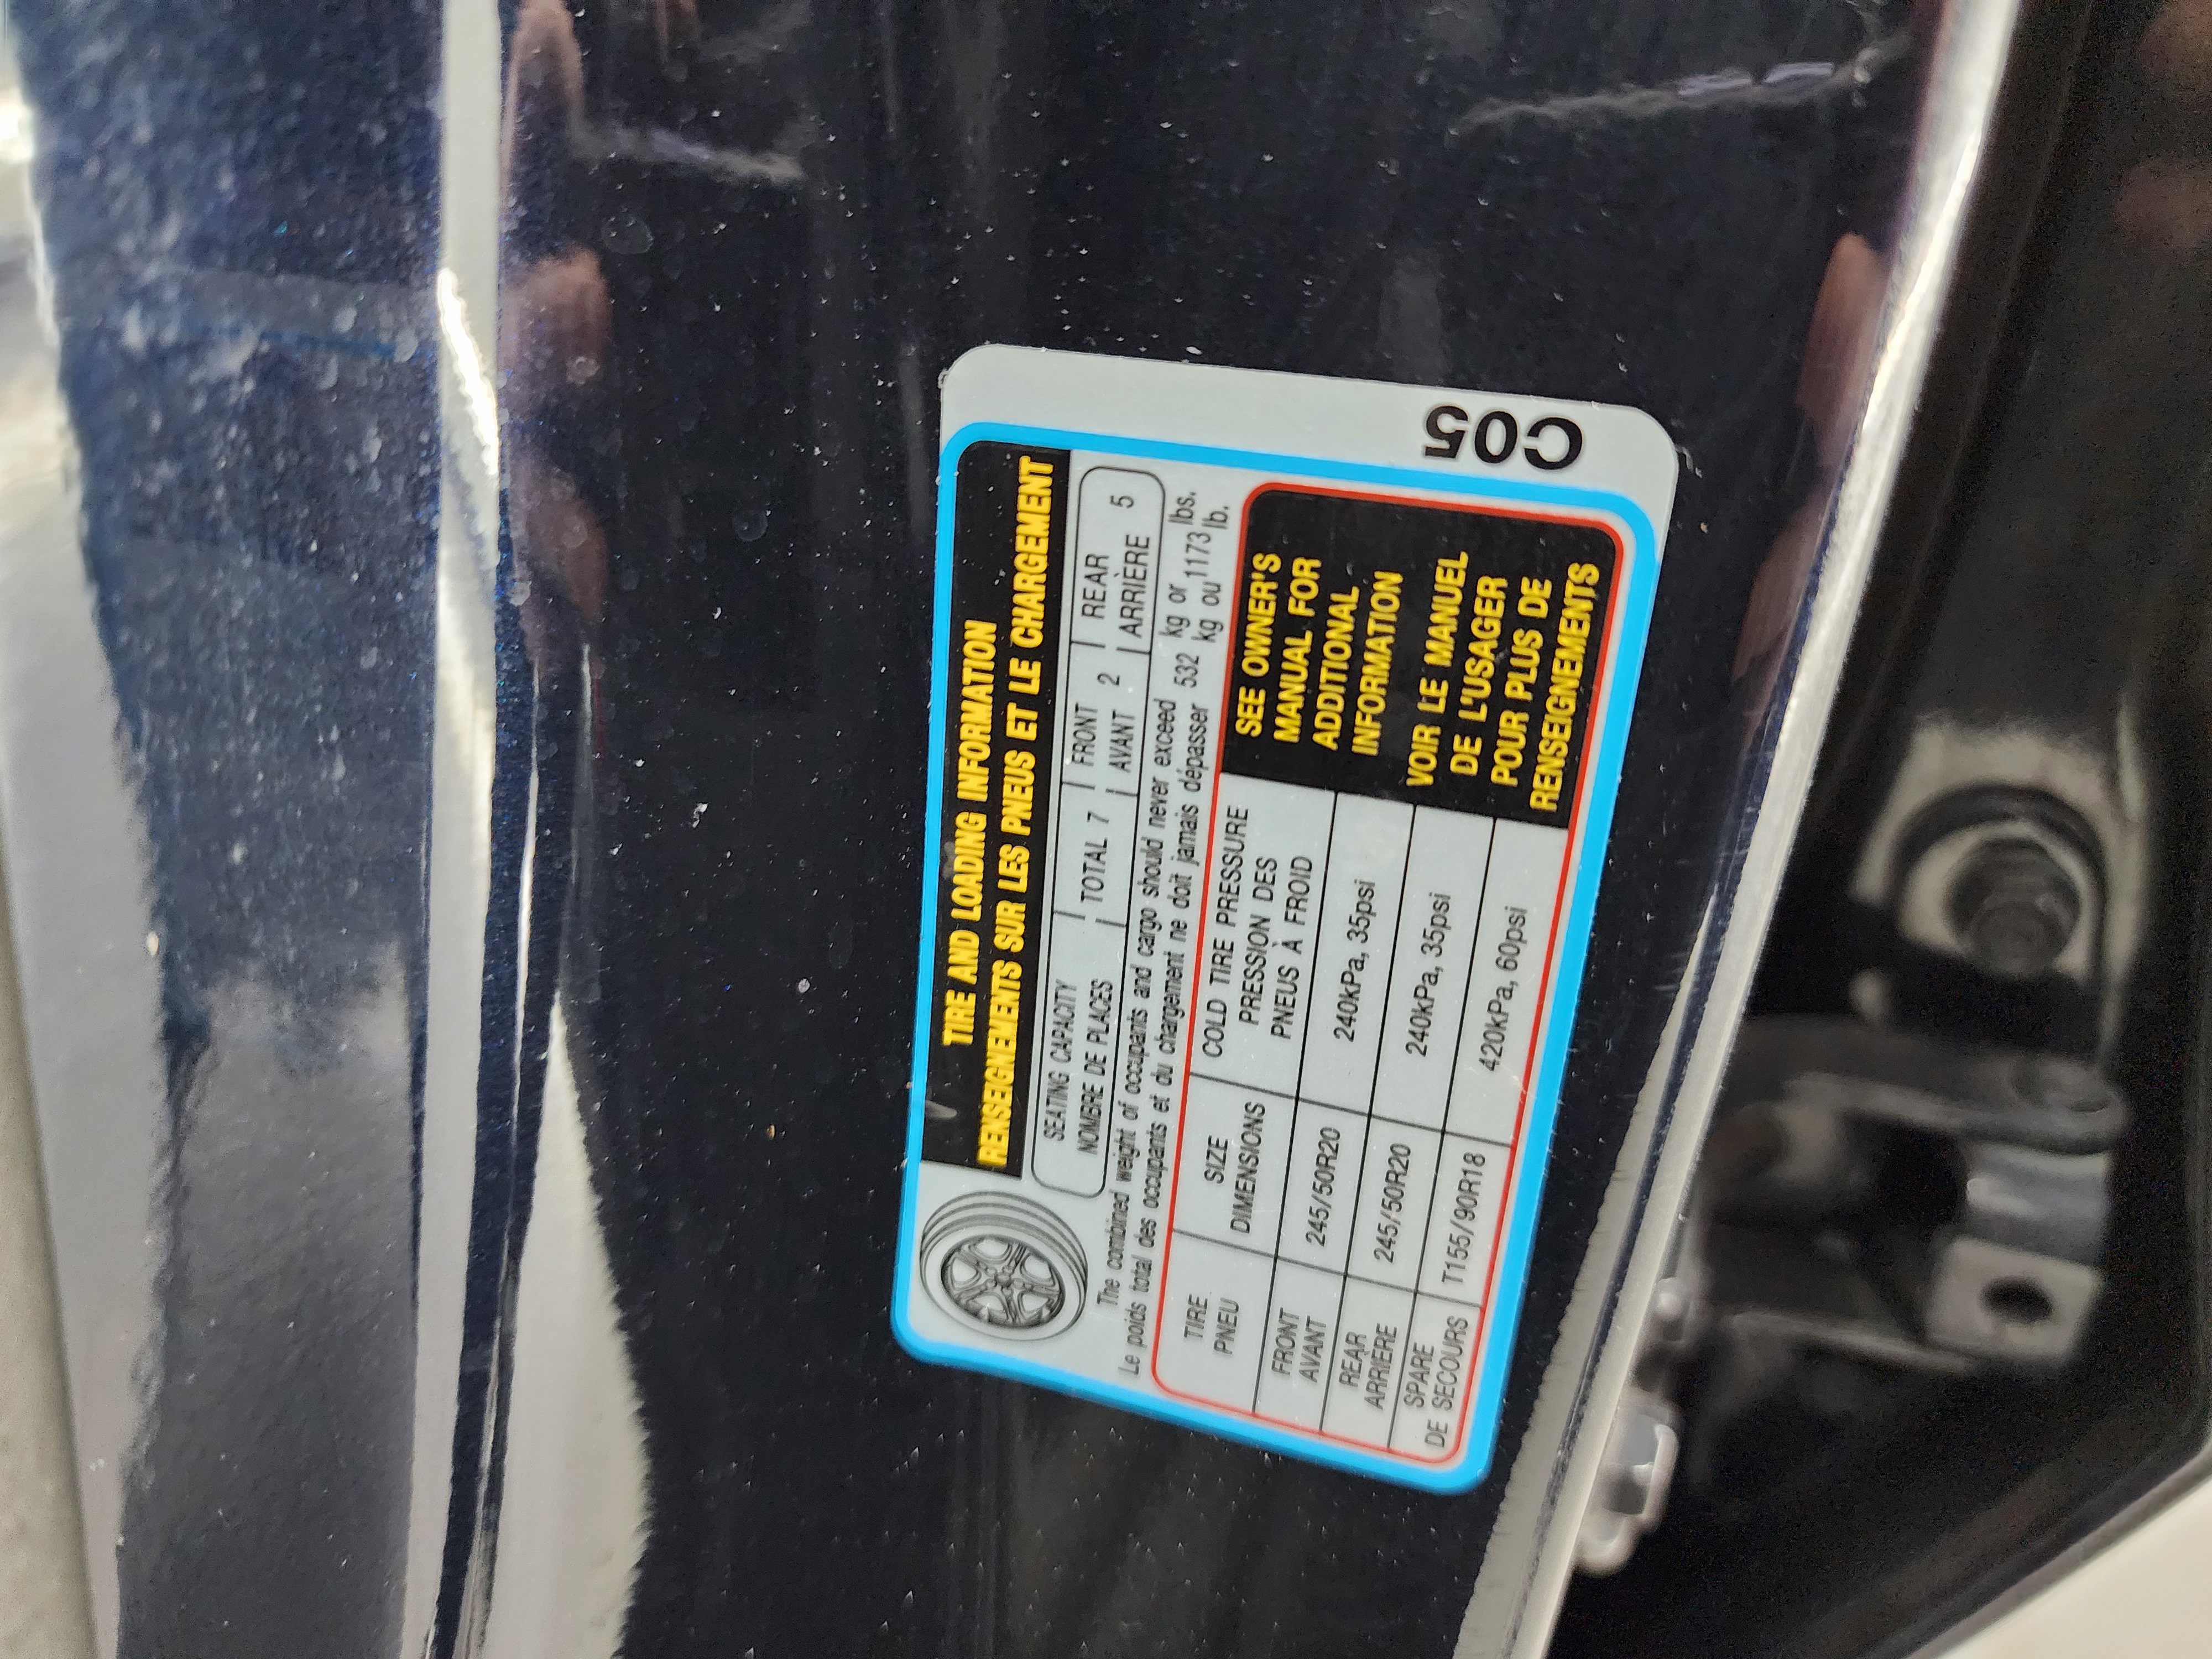 TIRE AND LOADING INFORMATION
RENSEIGNEMENTS SUR LES PNEUS ET LE CHARGEMENT
SEATING CAPACITY
NOMBRE DE PLACES
TOTAL 7
FRONT
AVANT 2
REAR
ARRIÈRE 5
The combined weight of occupants and cargo should never exceed 532 kg or 1173 lbs.
Le poids total des occupants et du chargement ne doit jamais dépasser kg ou lb.
TIRE
PNEU
SIZE
DIMENSIONS
COLD TIRE PRESSURE
PRESSION DES
PNEUS À FROID
FRONT
AVANT
245/50R20
240kPa, 35psi
REAR
ARRIÈRE
245/50R20
240kPa, 35psi
SPARE
DE SECOURS
T155/90R18
420kPa, 60psi
SEE OWNER'S
MANUAL FOR
ADDITIONAL
INFORMATION
VOIR LE MANUEL
DE L'USAGER
POUR PLUS DE
RENSEIGNEMENTS
C05